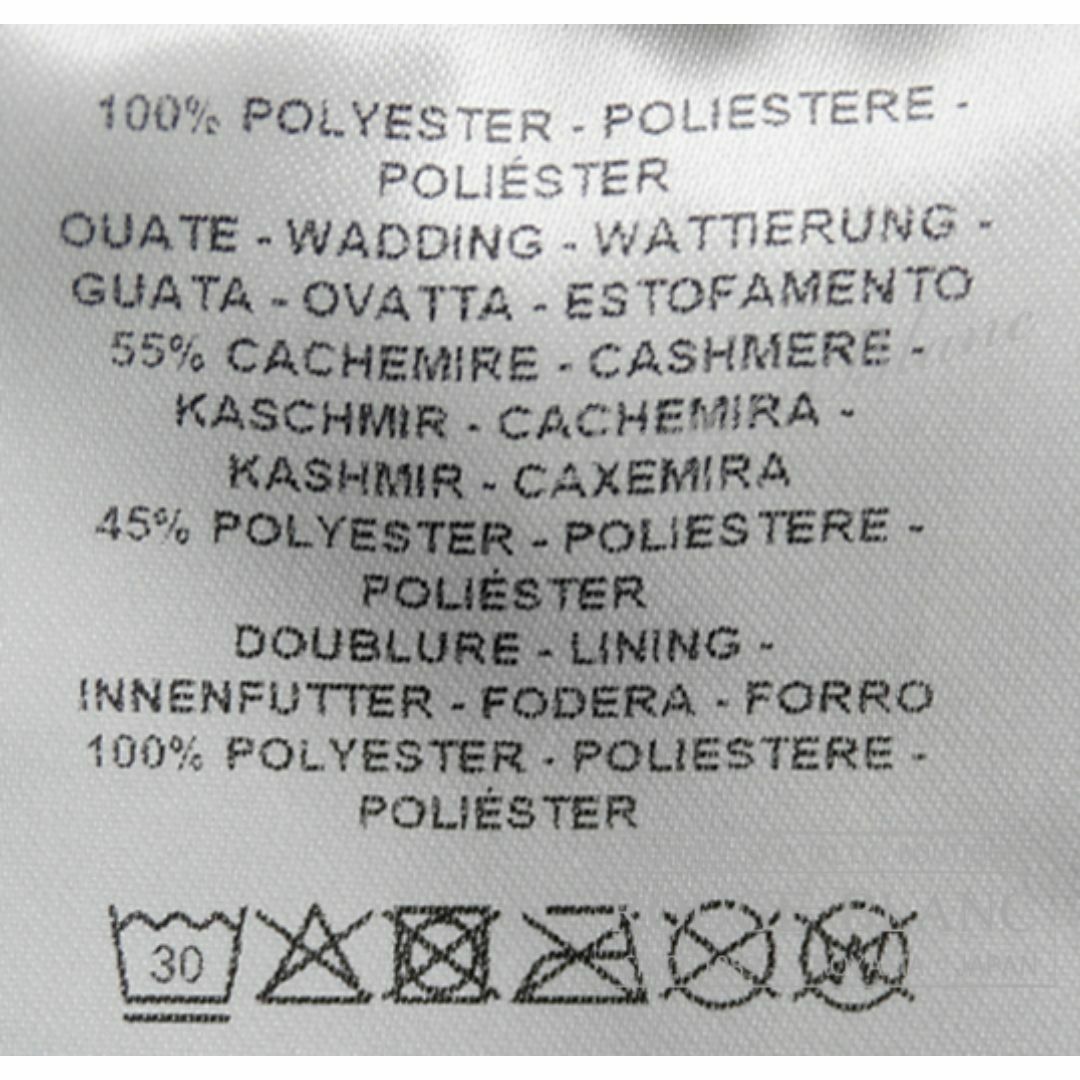 100% POLYESTER - POLIESTERE -
POLIÉSTER
OUATE - WADDING - WATTIERUNG -
GUATA - OVATTA - ESTOFAMENTO
55% CACHEMIRE - CASHMERE -
KASCHMIR - CACHEMIRA -
KASHMIR - CAXEMIRA
45% POLYESTER - POLIESTERE -
POLIÉSTER
DOUBLURE - LINING -
INNENFUTTER - FODERA - FORRO
100% POLYESTER - POLIESTERE -
POLIÉSTER
30
W
JAPAN